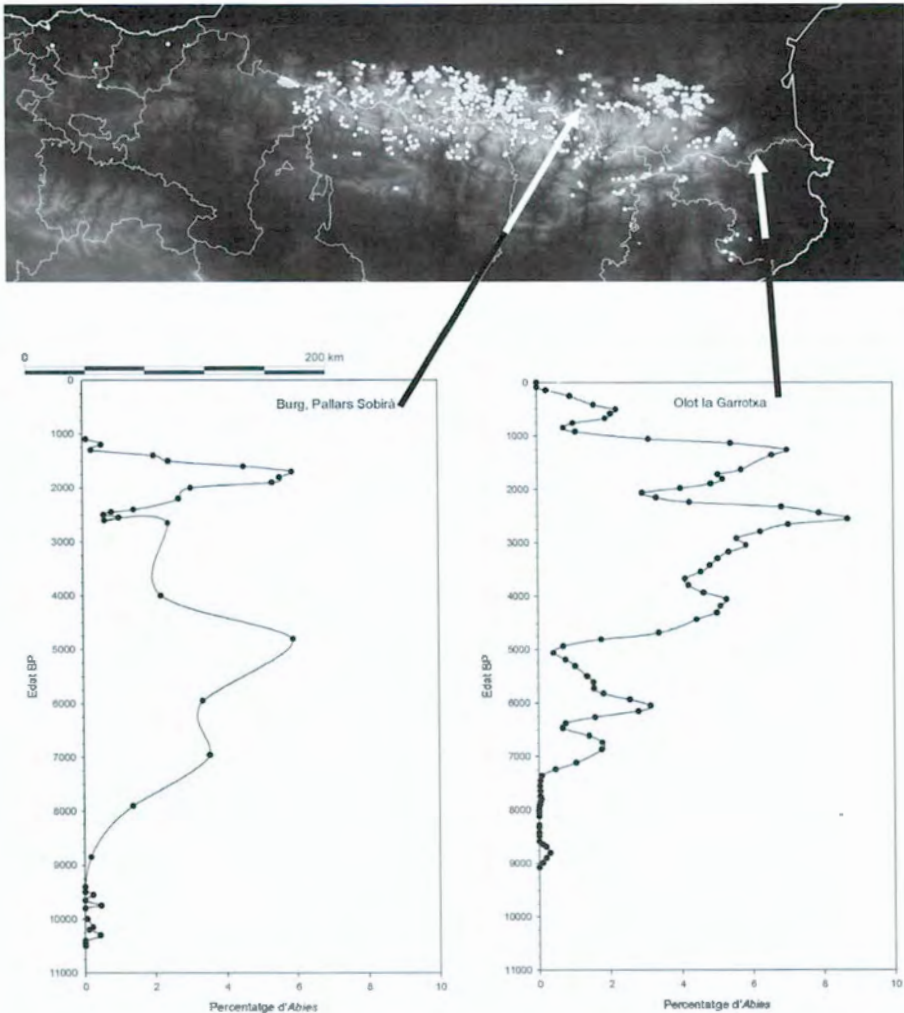 0 200 km
Burg, Pallars Sobirà
0
1000
2000
3000
4000
5000
6000
7000
8000
9000
10000
11000
Edat BP
0 2 4 6 8 10
Percentatge d'Abies
Olot la Garrotxa
0
1000
2000
3000
4000
5000
6000
7000
8000
9000
10000
11000
Edat BP
0 2 4 6 8 10
Percentatge d'Abies